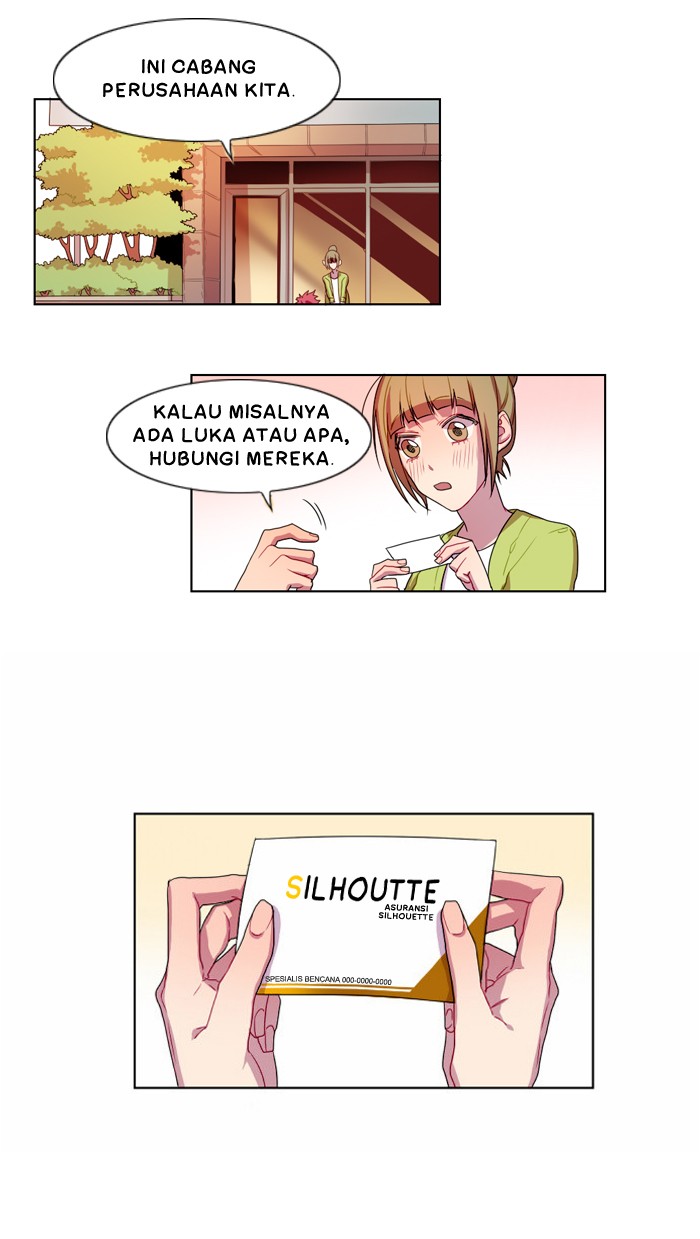 INI CABANG
PERUSAHAAN KITA.
KALAU MISALNYA
ADA LUKA ATAU APA,
HUBUNGI MEREKA.
SILHOUTTE
ASURANSI
SILHOUETTE
SPESIALIS BENCANA 000-0000-0000